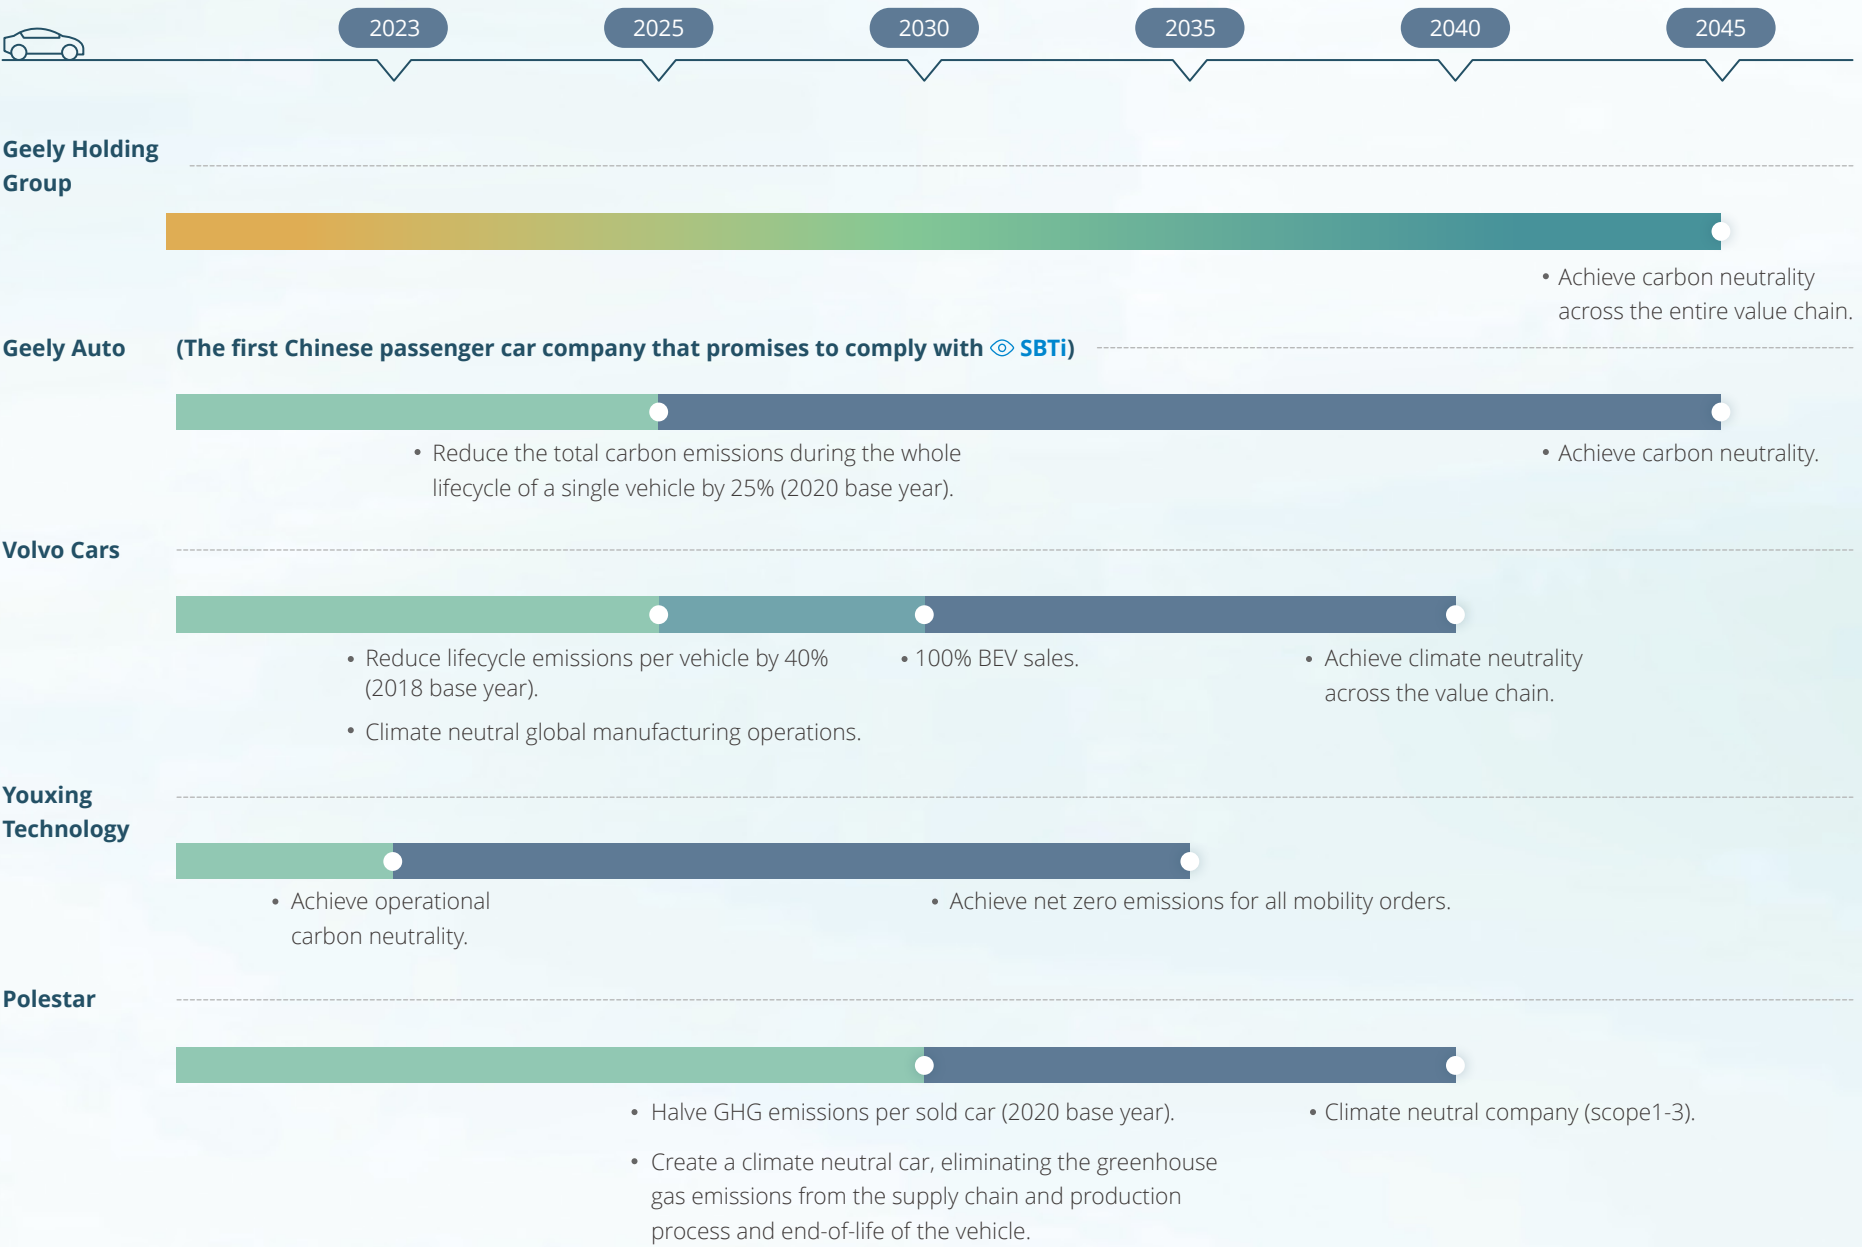 2023 2025 2030 2035 2040 2045
Geely Holding
Group
• Achieve carbon neutrality
across the entire value chain.
Geely Auto (The first Chinese passenger car company that promises to comply with SBTi)
• Reduce the total carbon emissions during the whole
lifecycle of a single vehicle by 25% (2020 base year).
• Achieve carbon neutrality.
Volvo Cars
• Reduce lifecycle emissions per vehicle by 40%
(2018 base year).
• Climate neutral global manufacturing operations.
• 100% BEV sales.
• Achieve climate neutrality
across the value chain.
Youxing
Technology
• Achieve operational
carbon neutrality.
• Achieve net zero emissions for all mobility orders.
Polestar
• Halve GHG emissions per sold car (2020 base year).
• Create a climate neutral car, eliminating the greenhouse
gas emissions from the supply chain and production
process and end-of-life of the vehicle.
• Climate neutral company (scope1-3).